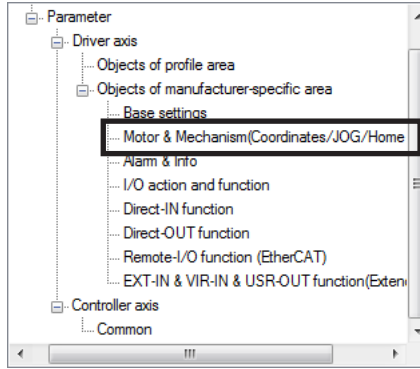 Parameter
Driver axis
Objects of profile area
Objects of manufacturer-specific area
Base settings
Motor & Mechanism(Coordinates/JOG/Home
Alarm & Info
I/O action and function
Direct-IN function
Direct-OUT function
Remote-I/O function (EtherCAT)
EXT-IN & VIR-IN & USR-OUT function(Exten
Controller axis
Common